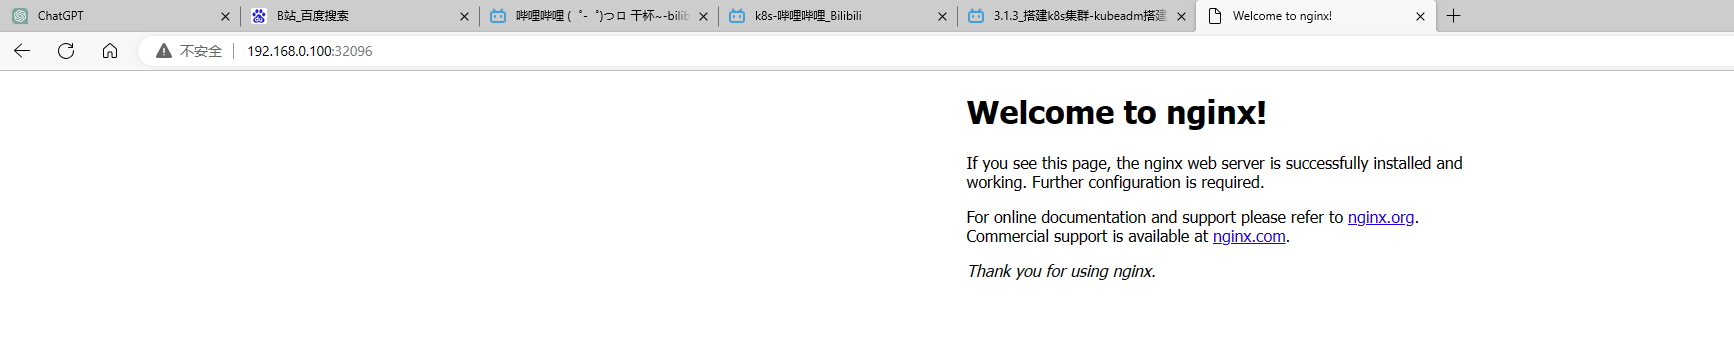 ChatGPT
B站_百度搜索
哔哩哔哩 (゜-゜)つロ 干杯~-bilib
k8s-哔哩哔哩_Bilibili
3.1.3_搭建k8s集群-kubeadm搭建
Welcome to nginx!
不安全
192.168.0.100:32096
Welcome to nginx!
If you see this page, the nginx web server is successfully installed and
working. Further configuration is required.
For online documentation and support please refer to nginx.org.
Commercial support is available at nginx.com.
Thank you for using nginx.